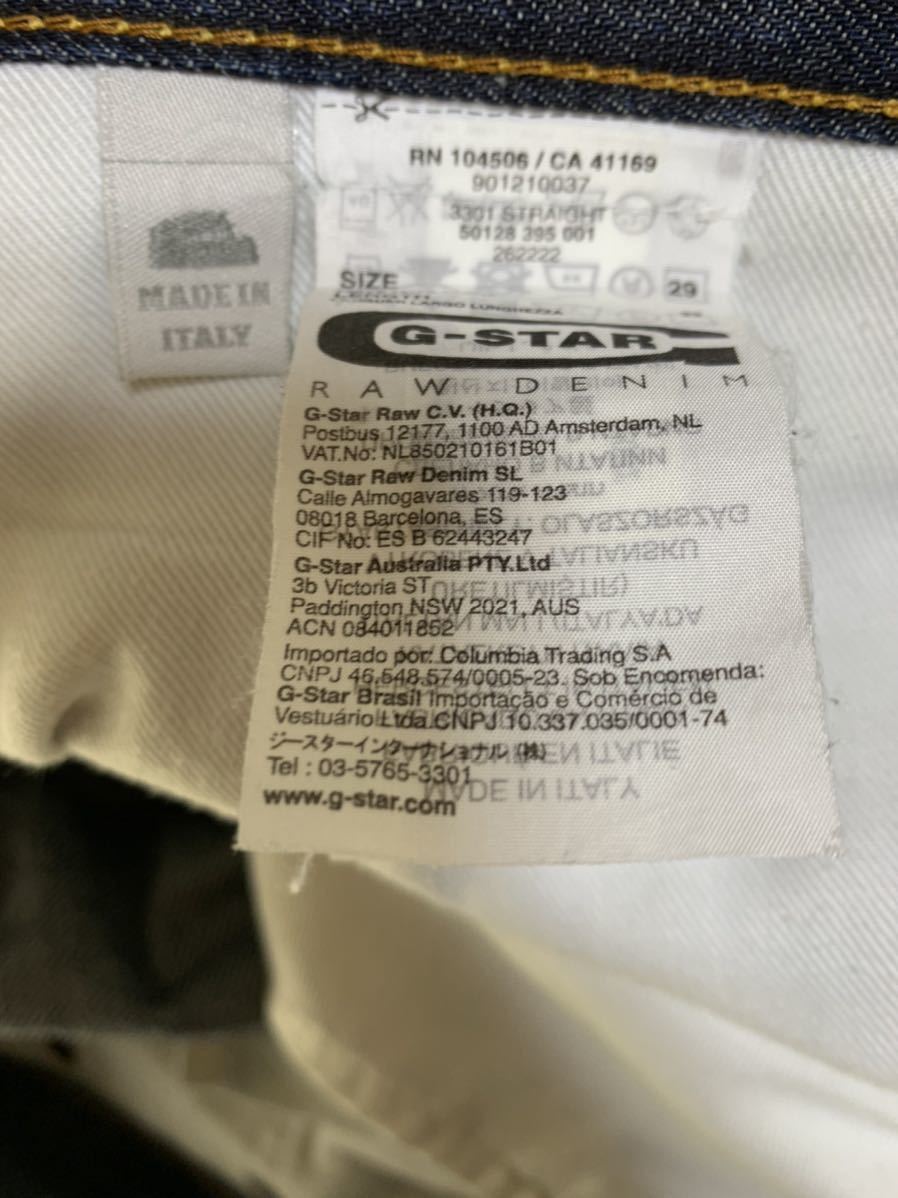 MADE IN
ITALY
RN 104506 / CA 41169
901210037
3301 STRAIGHT
50128 395 001
262222
SIZE 29
G-STAR
RAW DENIM
G-Star Raw C.V. (H.Q.)
Postbus 12177, 1100 AD Amsterdam, NL
VAT.No: NL850210161B01
G-Star Raw Denim SL
Calle Almogavares 119-123
08018 Barcelona, ES
CIF No: ES B 62443247
G-Star Australia PTY.Ltd
3b Victoria ST
Paddington NSW 2021, AUS
ACN 084011852
Importado por: Columbia Trading S.A
CNPJ 46.548.574/0005-23. Sob Encomenda:
G-Star Brasil Importação e Comércio de
Vestuário Ltda.CNPJ 10.337.035/0001-74
ジースターインターナショナル (株)
Tel : 03-5765-3301
www.g-star.com